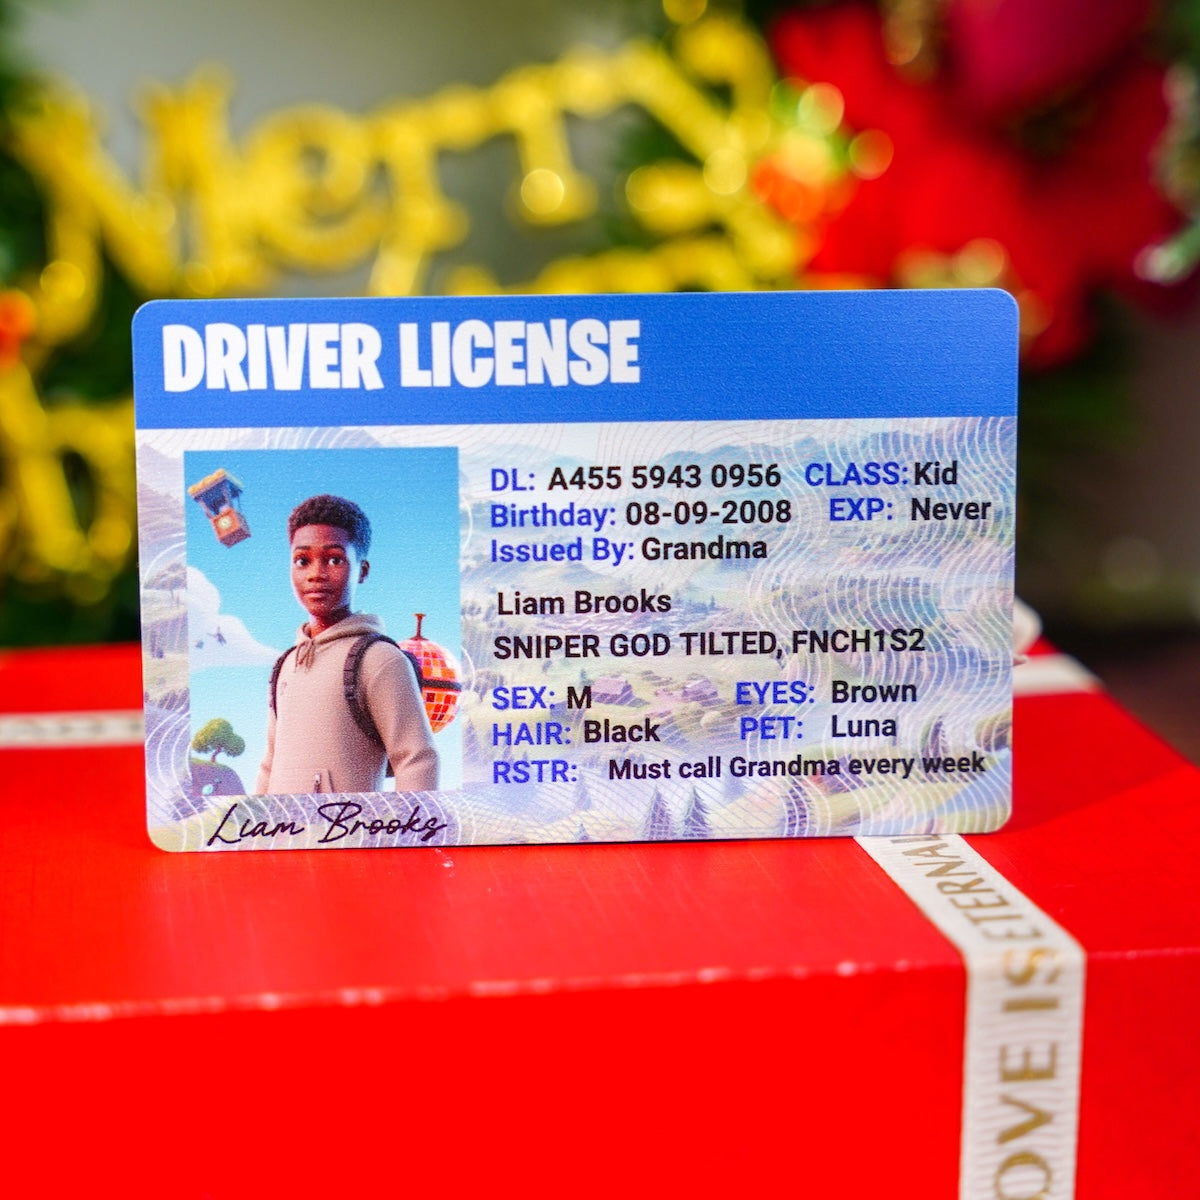 Merry
DRIVER LICENSE
DL: A455 5943 0956 CLASS: Kid
Birthday: 08-09-2008 EXP: Never
Issued By: Grandma
Liam Brooks
SNIPER GOD TILTED, FNCH1S2
SEX: M EYES: Brown
HAIR: Black PET: Luna
RSTR: Must call Grandma every week
Liam Brooks
OVE IS ETERNAL